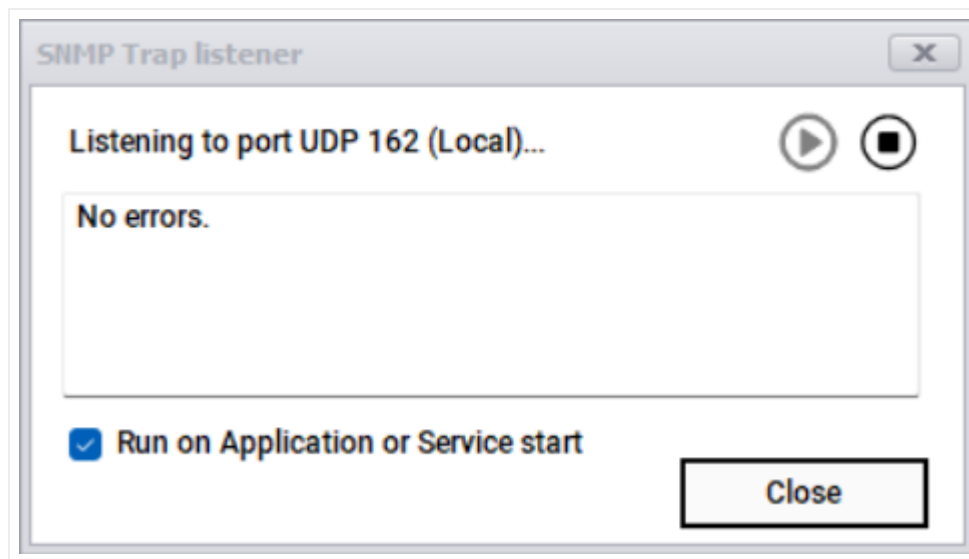 SNMP Trap listener
Listening to port UDP 162 (Local)...
No errors.
Run on Application or Service start
Close